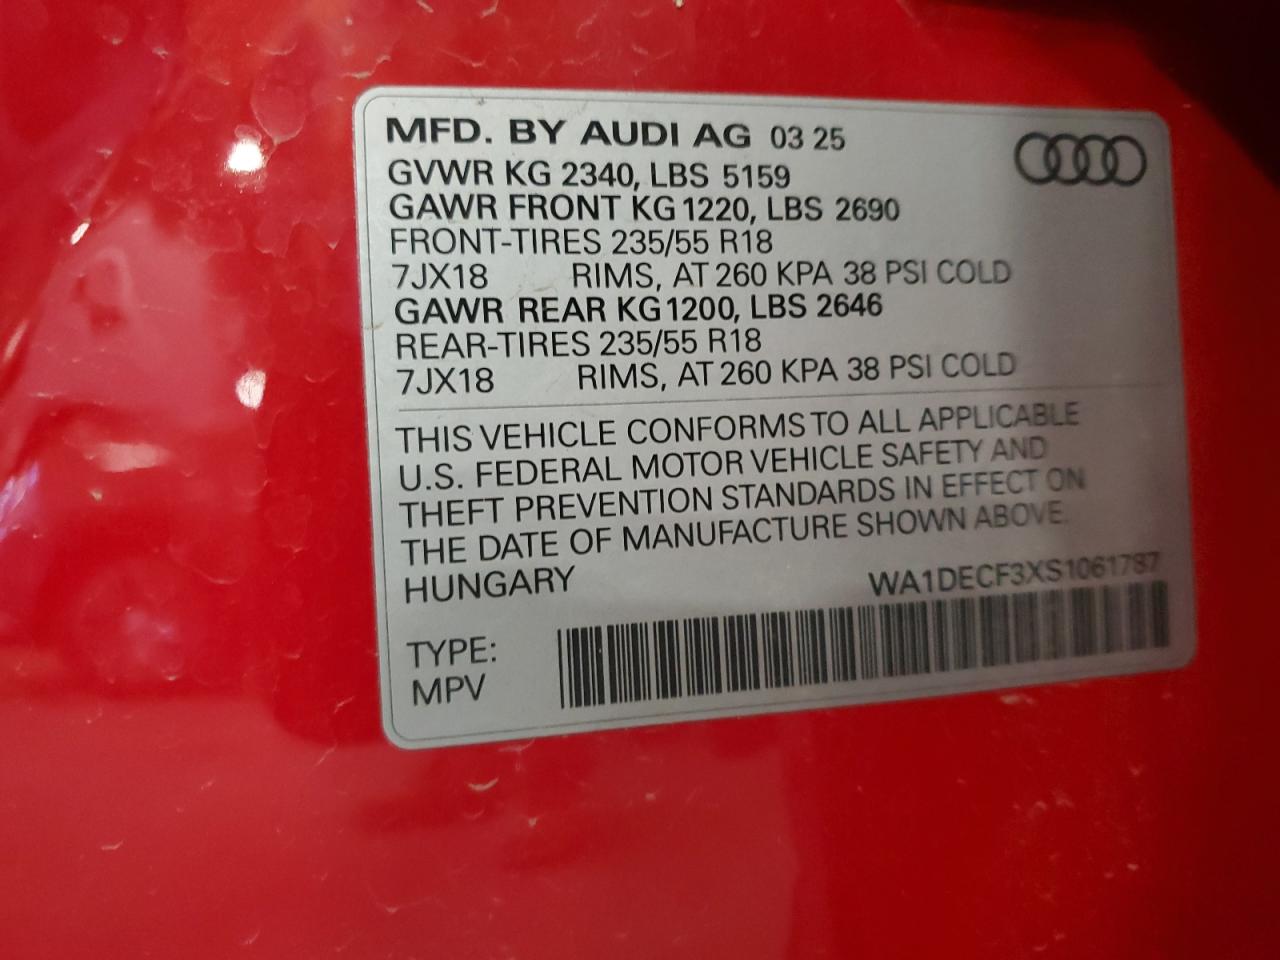 MFD. BY AUDI AG 03 25
GVWR KG 2340, LBS 5159
GAWR FRONT KG 1220, LBS 2690
FRONT-TIRES 235/55 R18
7JX18 RIMS, AT 260 KPA 38 PSI COLD
GAWR REAR KG 1200, LBS 2646
REAR-TIRES 235/55 R18
7JX18 RIMS, AT 260 KPA 38 PSI COLD
THIS VEHICLE CONFORMS TO ALL APPLICABLE
U.S. FEDERAL MOTOR VEHICLE SAFETY AND
THEFT PREVENTION STANDARDS IN EFFECT ON
THE DATE OF MANUFACTURE SHOWN ABOVE.
HUNGARY WA1DECF3XS1061787
TYPE:
MPV